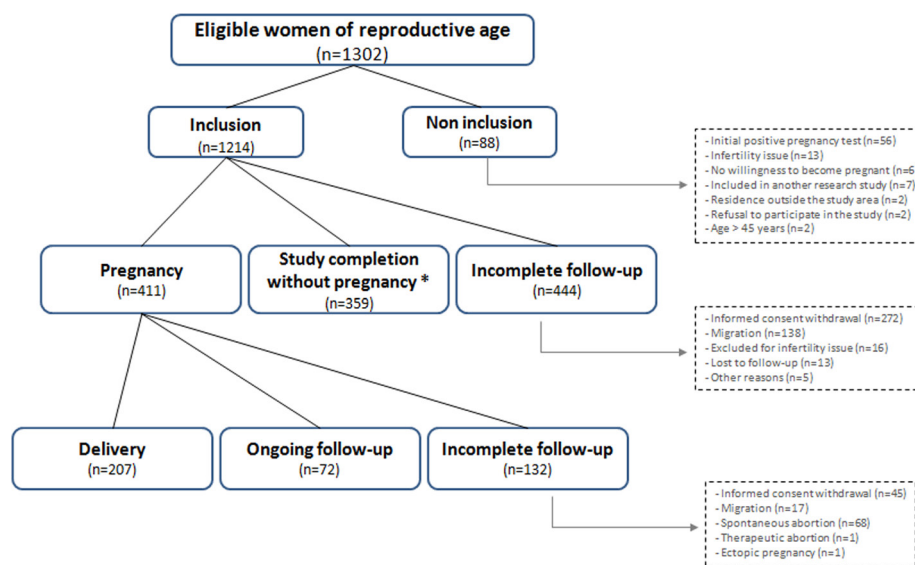 Eligible women of reproductive age
(n=1302)
Inclusion
(n=1214)
Non inclusion
(n=88)
- Initial positive pregnancy test (n=56)
- Infertility issue (n=13)
- No willingness to become pregnant (n=6
- Included in another research study (n=7)
- Residence outside the study area (n=2)
- Refusal to participate in the study (n=2)
- Age > 45 years (n=2)
Pregnancy
(n=411)
Study completion
without pregnancy *
(n=359)
Incomplete follow-up
(n=444)
- Informed consent withdrawal (n=272)
- Migration (n=138)
- Excluded for infertility issue (n=16)
- Lost to follow-up (n=13)
- Other reasons (n=5)
Delivery
(n=207)
Ongoing follow-up
(n=72)
Incomplete follow-up
(n=132)
- Informed consent withdrawal (n=45)
- Migration (n=17)
- Spontaneous abortion (n=68)
- Therapeutic abortion (n=1)
- Ectopic pregnancy (n=1)